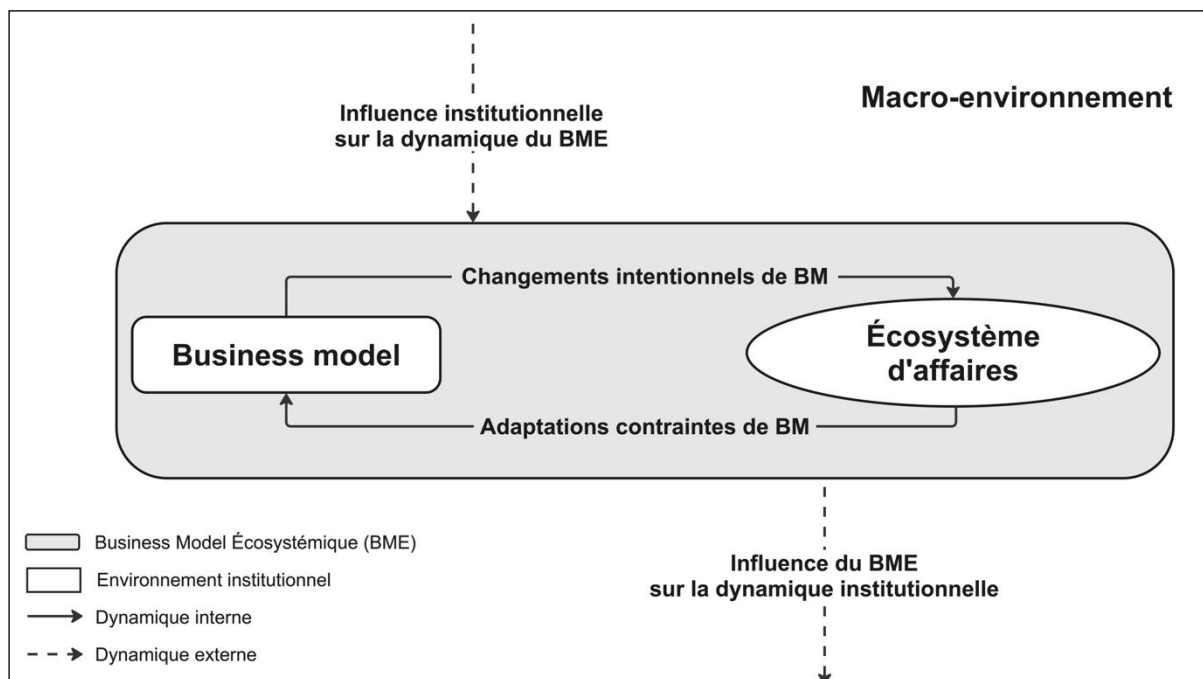 Influence institutionnelle
sur la dynamique du BME
Macro-environnement
Changements intentionnels de BM
Business model
Écosystème
d'affaires
Adaptations contraintes de BM
Business Model Écosystémique (BME)
Environnement institutionnel
Dynamique interne
Dynamique externe
Influence du BME
sur la dynamique institutionnelle